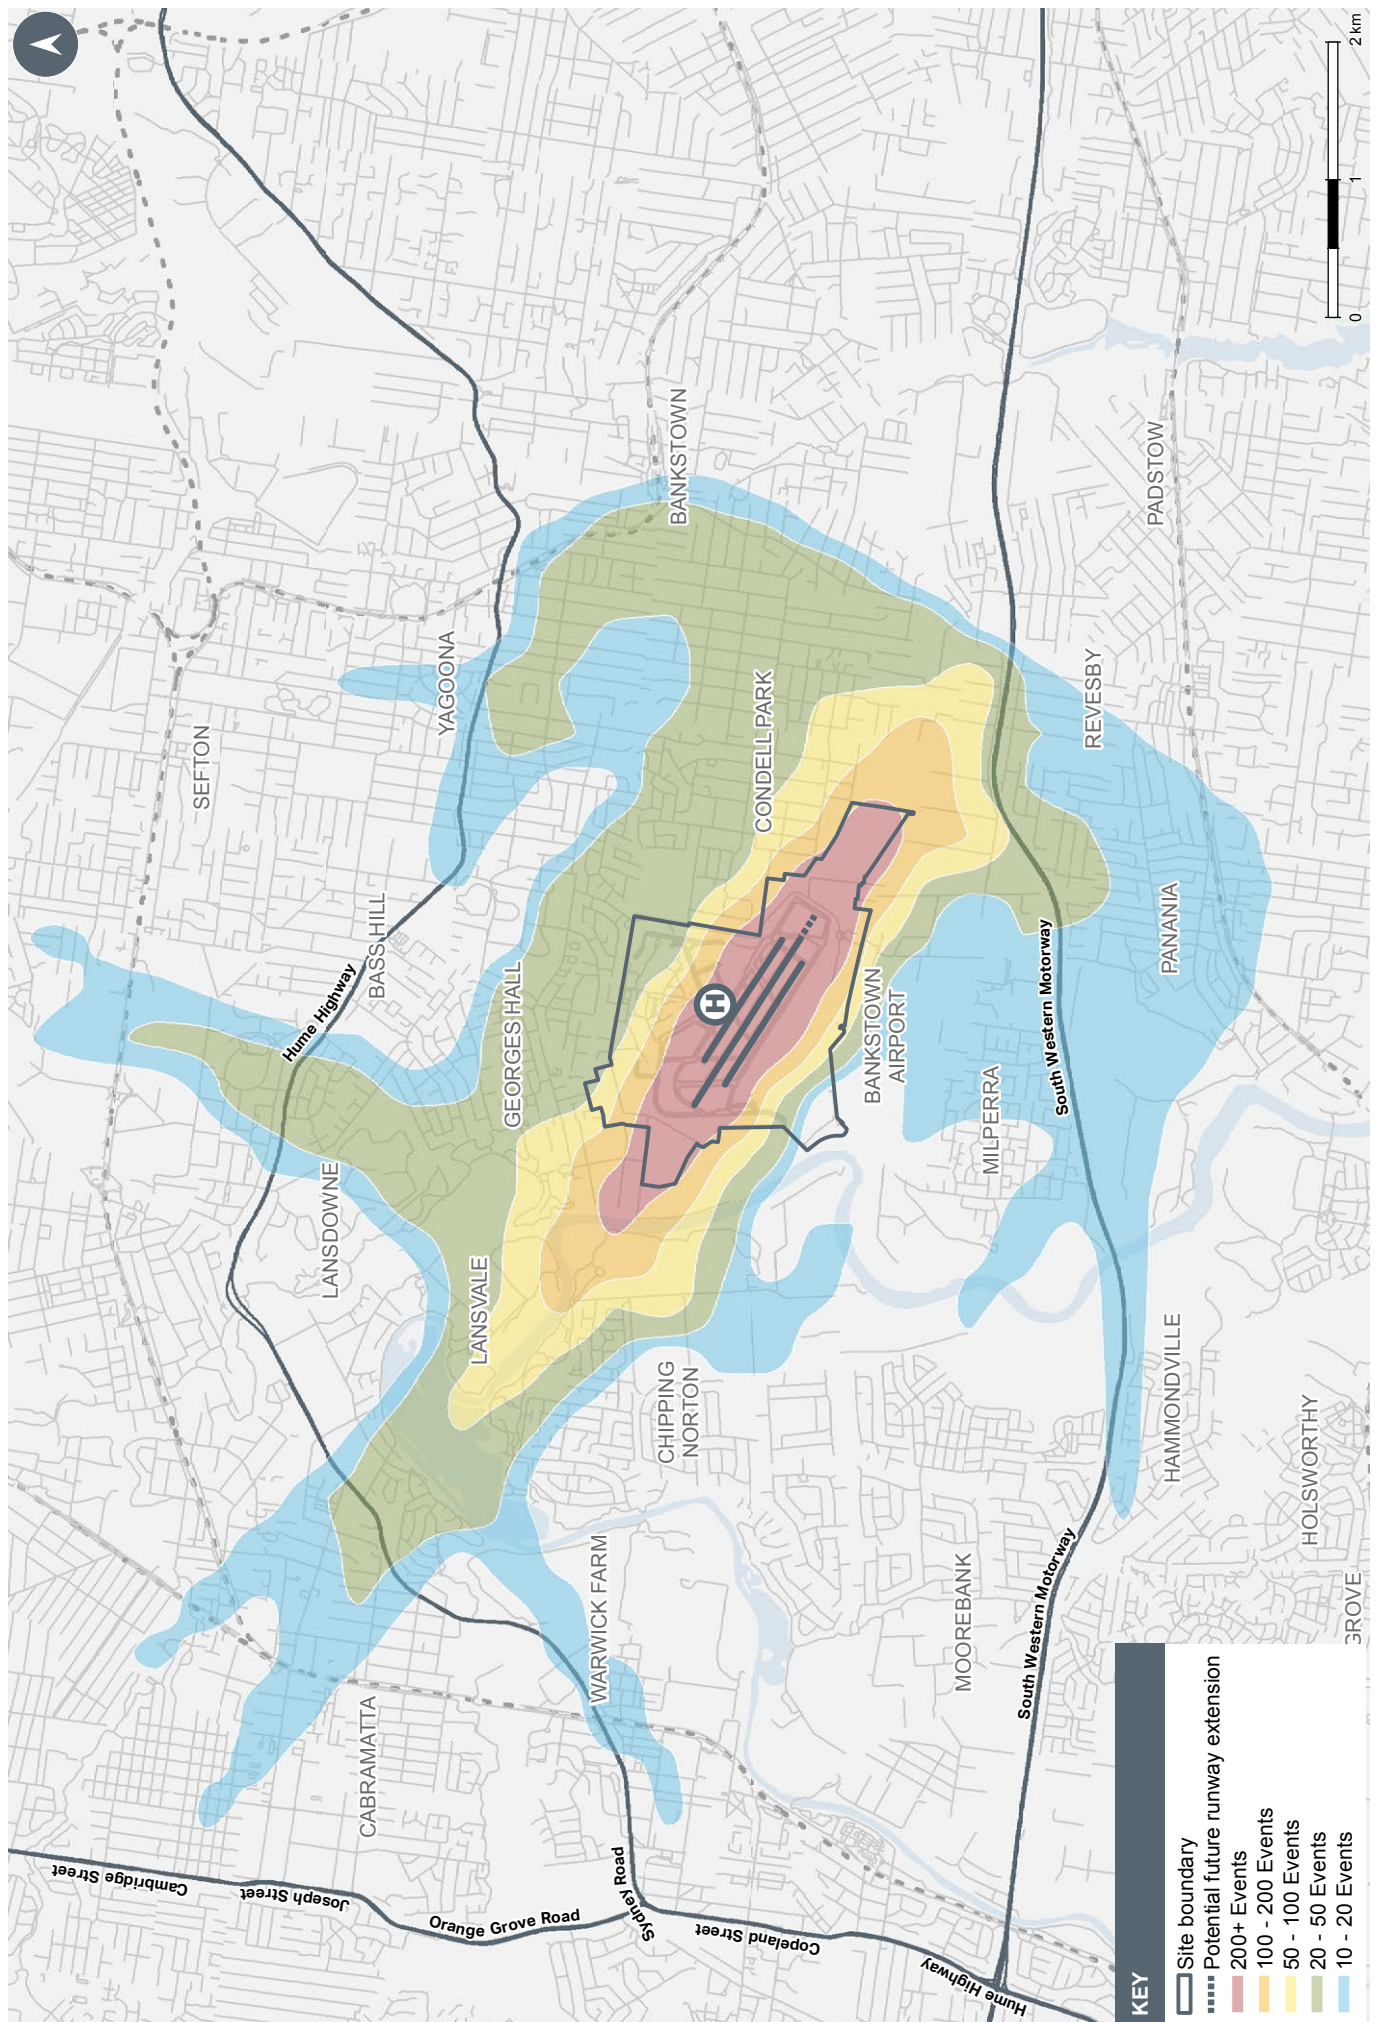 SEFTON
YAGOONA
BANKSTOWN
BASS HILL
Hume Highway
LANSDOWNE
GEORGES HALL
CONDELL PARK
LANSVALE
CABRAMATTA
WARWICK FARM
CHIPPING
NORTON
H
BANKSTOWN
AIRPORT
MILPERRA
REVESBY
PADSTOW
PANANIA
South Western Motorway
HAMMONDVILLE
HOLSWORTHY
MOOREBANK
South Western Motorway
GROVE
Cambridge Street
Joseph Street
Orange Grove Road
Sydney Road
Copeland Street
Hume Highway
0
1
2 km
KEY
Site boundary
Potential future runway extension
200+ Events
100 - 200 Events
50 - 100 Events
20 - 50 Events
10 - 20 Events